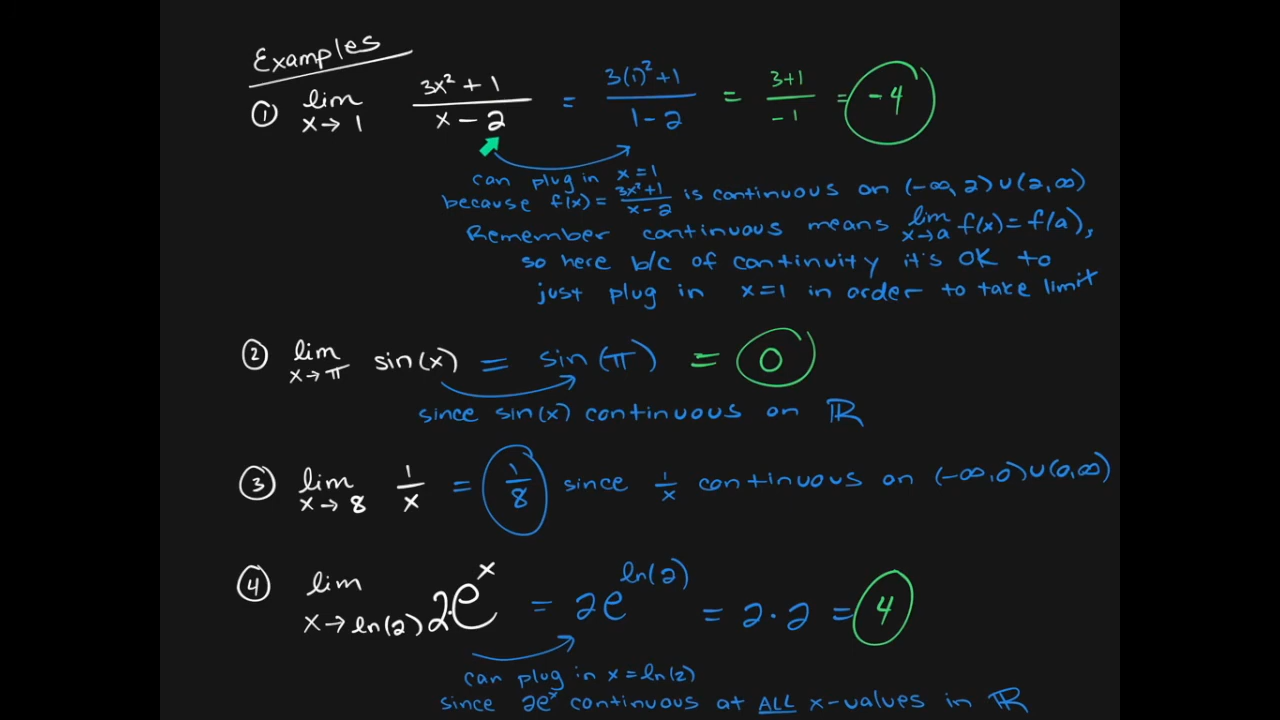 Examples
① lim x→1 (3x² + 1)/(x − 2) = (3(1)² + 1)/(1 − 2) = (3+1)/(−1) = −4
can plug in x=1
because f(x) = (3x²+1)/(x−2) is continuous on (−∞, 2)∪(2, ∞)
Remember continuous means lim x→a f(x) = f(a),
so here b/c of continuity it's OK to
just plug in x=1 in order to take limit
② lim x→π sin(x) = sin(π) = 0
since sin(x) continuous on ℝ
③ lim x→8 1/x = 1/8 since 1/x continuous on (−∞, 0)∪(0, ∞)
④ lim x→ln(2) 2·e^x = 2e^ln(2) = 2·2 = 4
can plug in x=ln(2)
since 2e^x continuous at ALL x-values in ℝ